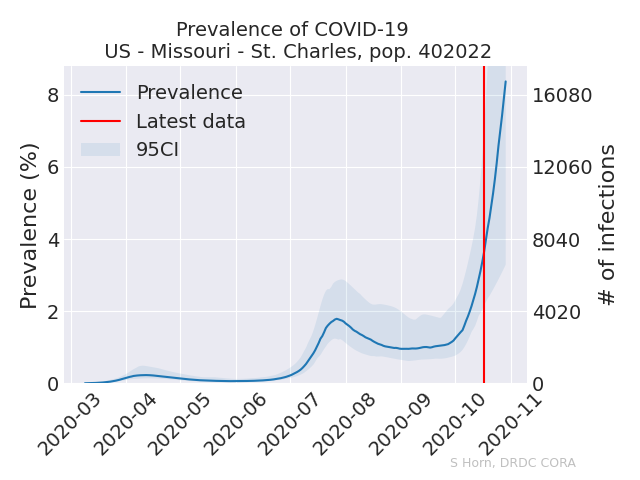 Prevalence of COVID-19
US - Missouri - St. Charles, pop. 402022
Prevalence
Latest data
95CI
Prevalence (%)
8
6
4
2
0
16080
12060
8040
4020
0
# of infections
2020-03
2020-04
2020-05
2020-06
2020-07
2020-08
2020-09
2020-10
2020-11
S Horn, DRDC CORA